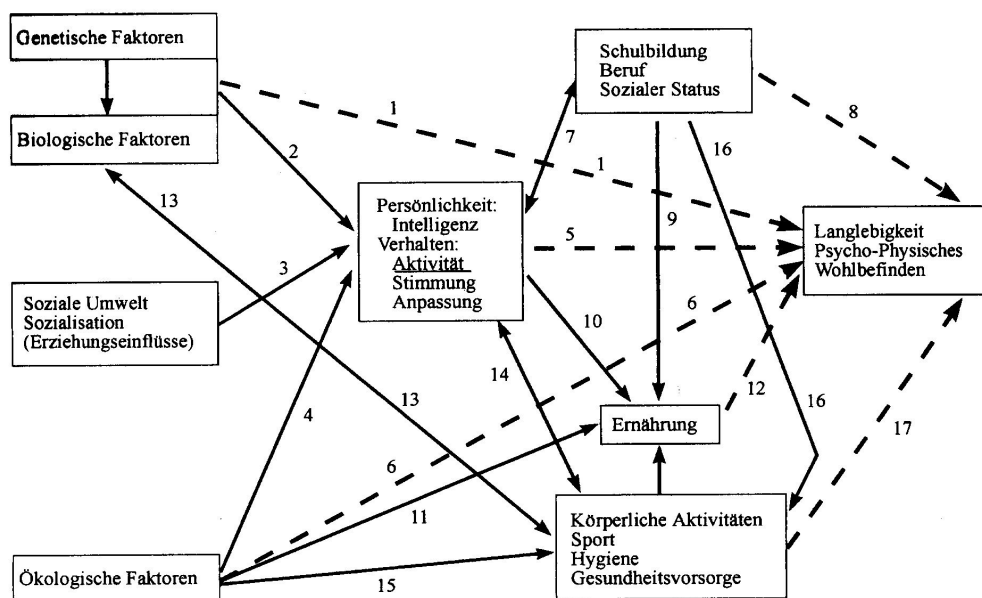 Genetische Faktoren
Biologische Faktoren
Soziale Umwelt
Sozialisation
(Erziehungseinflüsse)
Ökologische Faktoren
Persönlichkeit:
Intelligenz
Verhalten:
Aktivität
Stimmung
Anpassung
Schulbildung
Beruf
Sozialer Status
Ernährung
Körperliche Aktivitäten
Sport
Hygiene
Gesundheitsvorsorge
Langlebigkeit
Psycho-Physisches
Wohlbefinden
1
1
2
3
4
5
6
6
7
8
9
10
11
12
13
13
14
15
16
16
17